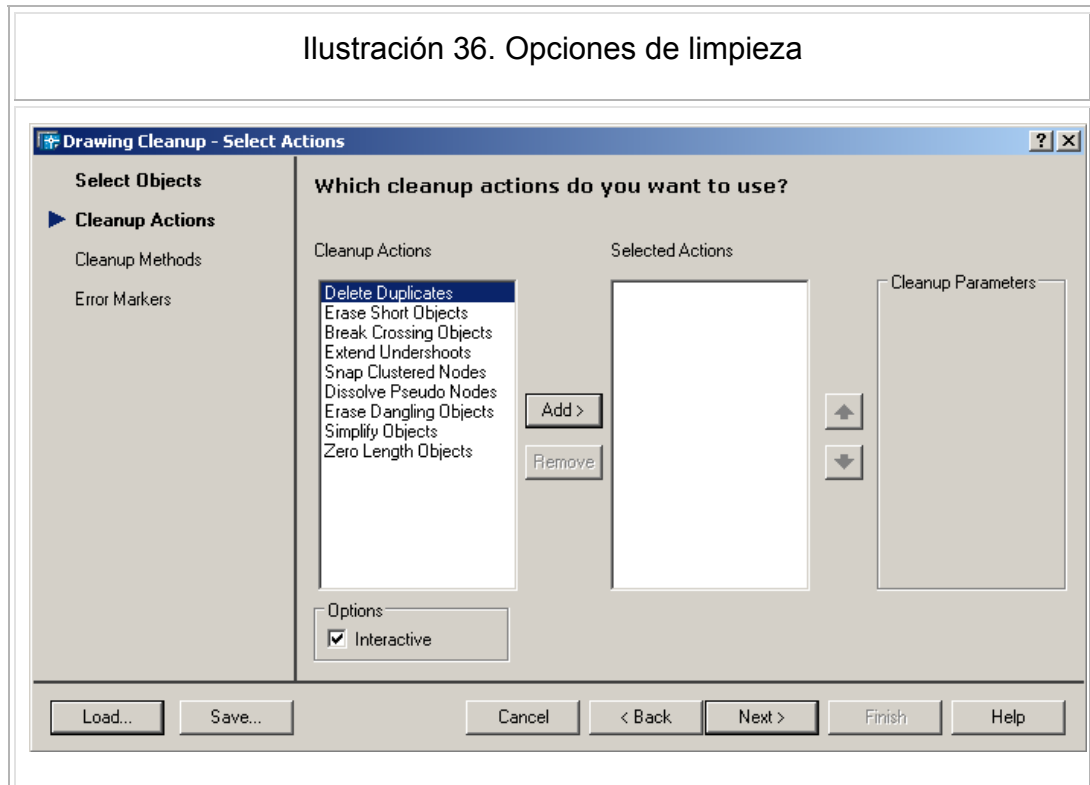 Ilustración 36. Opciones de limpieza
Drawing Cleanup - Select Actions
Select Objects
Cleanup Actions
Cleanup Methods
Error Markers
Which cleanup actions do you want to use?
Cleanup Actions
Delete Duplicates
Erase Short Objects
Break Crossing Objects
Extend Undershoots
Snap Clustered Nodes
Dissolve Pseudo Nodes
Erase Dangling Objects
Simplify Objects
Zero Length Objects
Add >
Remove
Selected Actions
Cleanup Parameters
Options
Interactive
Load...
Save...
Cancel
< Back
Next >
Finish
Help